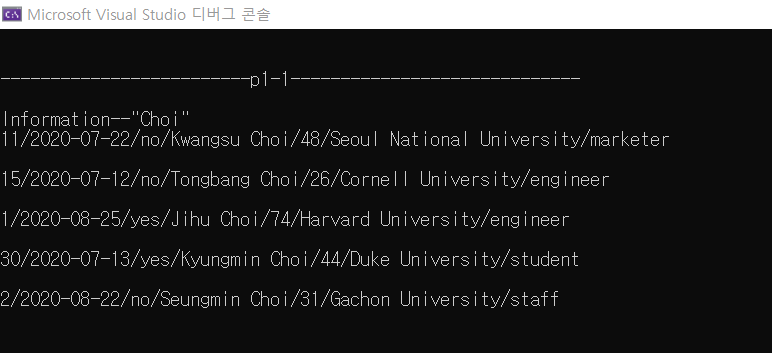 Microsoft Visual Studio 디버그 콘솔
-------------------------p1-1-----------------------------
Information--"Choi"
11/2020-07-22/no/Kwangsu Choi/48/Seoul National University/marketer
15/2020-07-12/no/Tongbang Choi/26/Cornell University/engineer
1/2020-08-25/yes/Jihu Choi/74/Harvard University/engineer
30/2020-07-13/yes/Kyungmin Choi/44/Duke University/student
2/2020-08-22/no/Seungmin Choi/31/Gachon University/staff